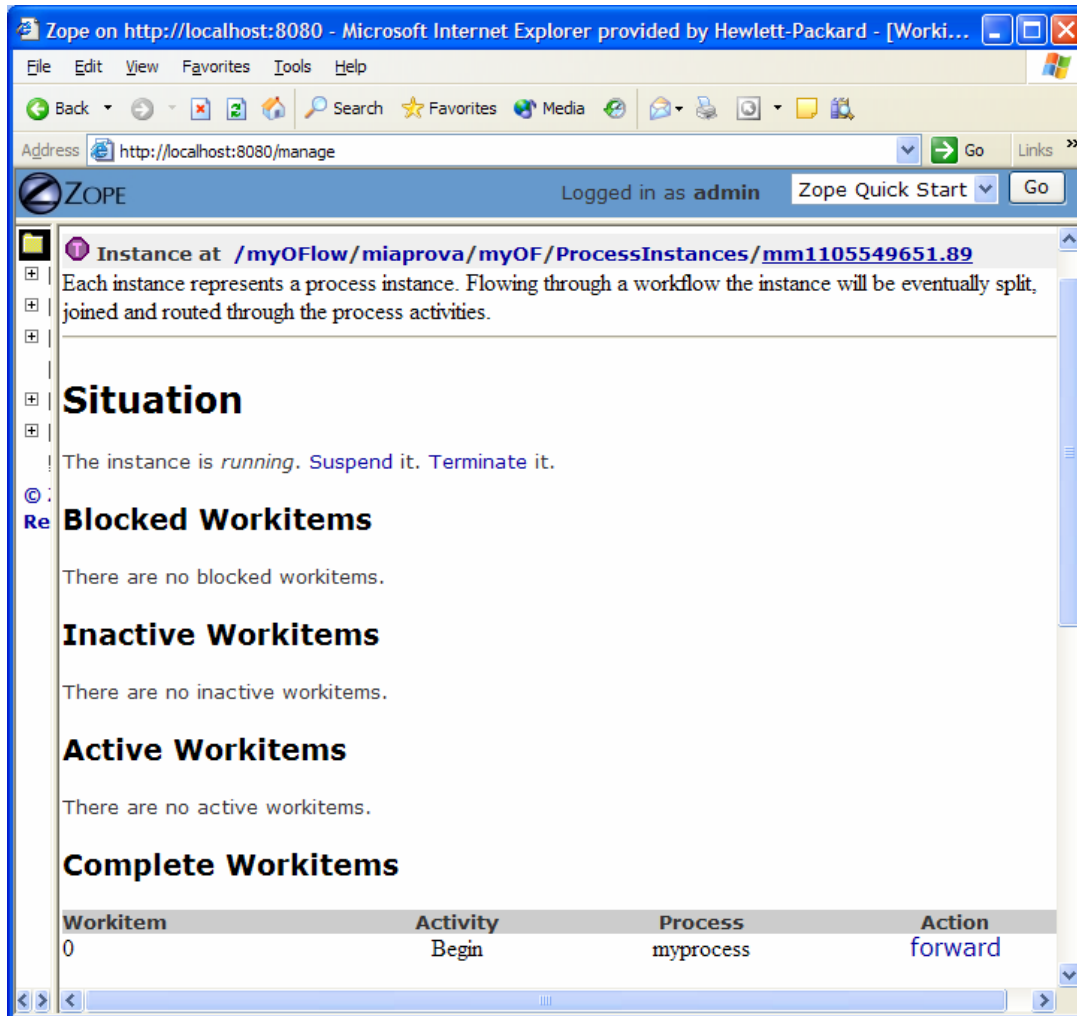 Zope on http://localhost:8080 - Microsoft Internet Explorer provided by Hewlett-Packard - [Worki...
File Edit View Favorites Tools Help
Back Search Favorites Media
Address http://localhost:8080/manage Go Links »
ZOPE Logged in as admin Zope Quick Start Go
Instance at /myOFlow/miaprova/myOF/ProcessInstances/mm1105549651.89
Each instance represents a process instance. Flowing through a workflow the instance will be eventually split,
joined and routed through the process activities.
Situation
The instance is running. Suspend it. Terminate it.
©
Re
Blocked Workitems
There are no blocked workitems.
Inactive Workitems
There are no inactive workitems.
Active Workitems
There are no active workitems.
Complete Workitems
Workitem Activity Process Action
0 Begin myprocess forward